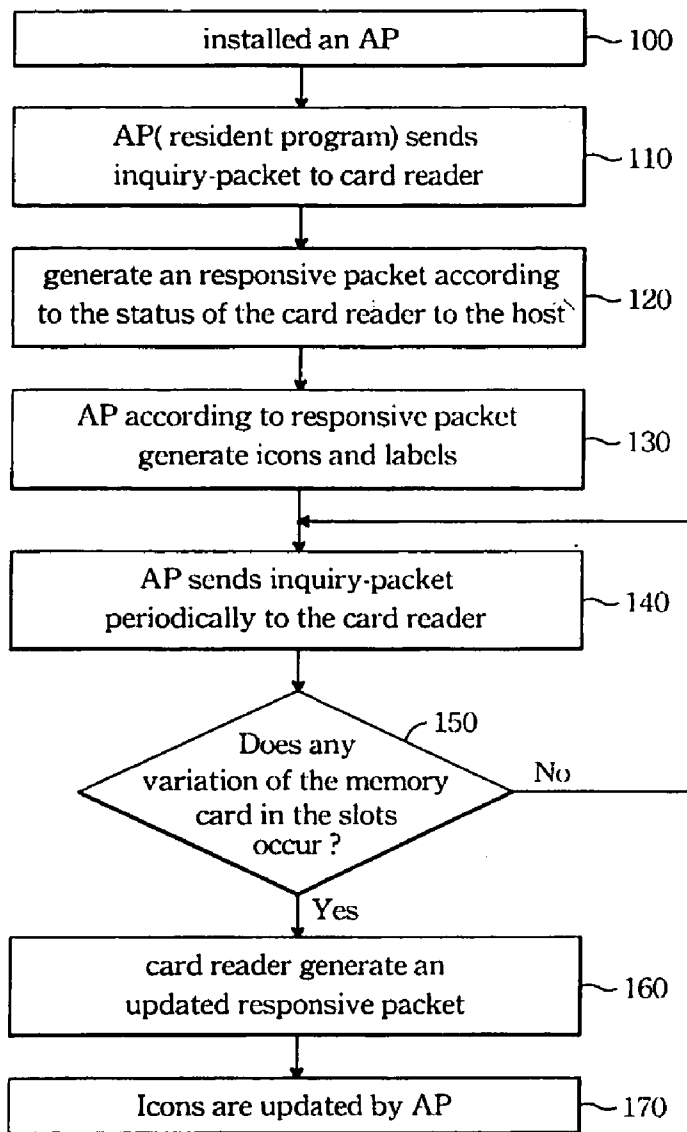 installed an AP
100
AP( resident program) sends
inquiry-packet to card reader
110
generate an responsive packet according
to the status of the card reader to the host
120
AP according to responsive packet
generate icons and labels
130
AP sends inquiry-packet
periodically to the card reader
140
150
Does any
variation of the memory
card in the slots
occur ?
No
Yes
card reader generate an
updated responsive packet
160
Icons are updated by AP
170